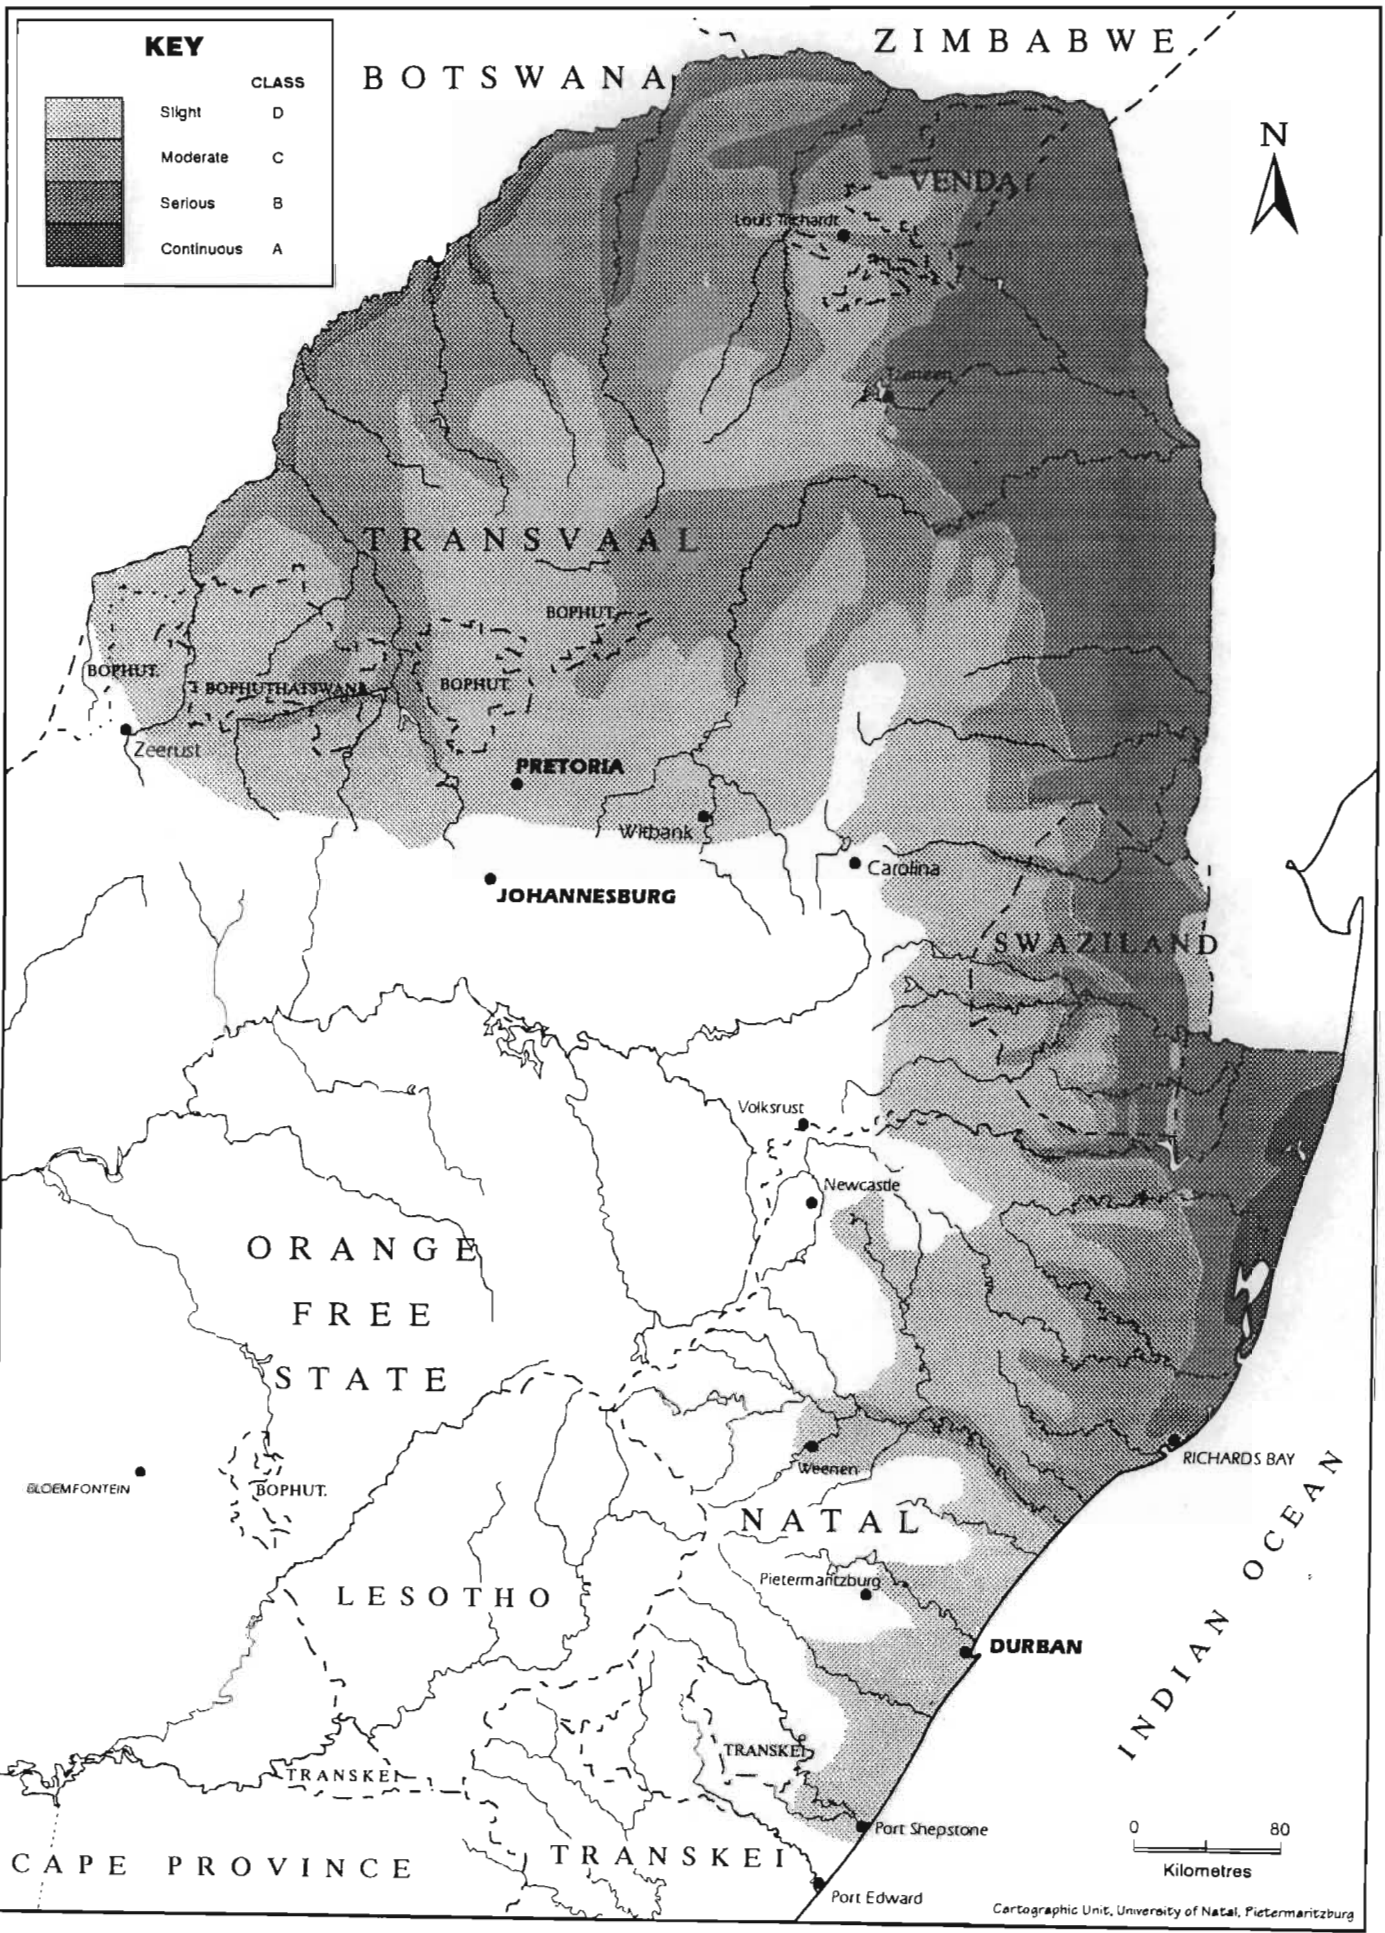 KEY
CLASS
Slight D
Moderate C
Serious B
Continuous A
ZIMBABWE
BOTSWANA
N
VENDA
Louis Trichardt
Tzaneen
TRANSVAAL
BOPHUT.
BOPHUT.
BOPHUTHATSWANA
BOPHUT.
Zeerust
PRETORIA
Witbank
Carolina
JOHANNESBURG
SWAZILAND
Volksrust
Newcastle
ORANGE
FREE
STATE
RICHARDS BAY
Weenen
BLOEMFONTEIN
BOPHUT.
NATAL
INDIAN OCEAN
Pietermaritzburg
LESOTHO
DURBAN
TRANSKEI
TRANSKEI
Port Shepstone
0 80
Kilometres
CAPE PROVINCE
TRANSKEI
Port Edward
Cartographic Unit, University of Natal, Pietermaritzburg